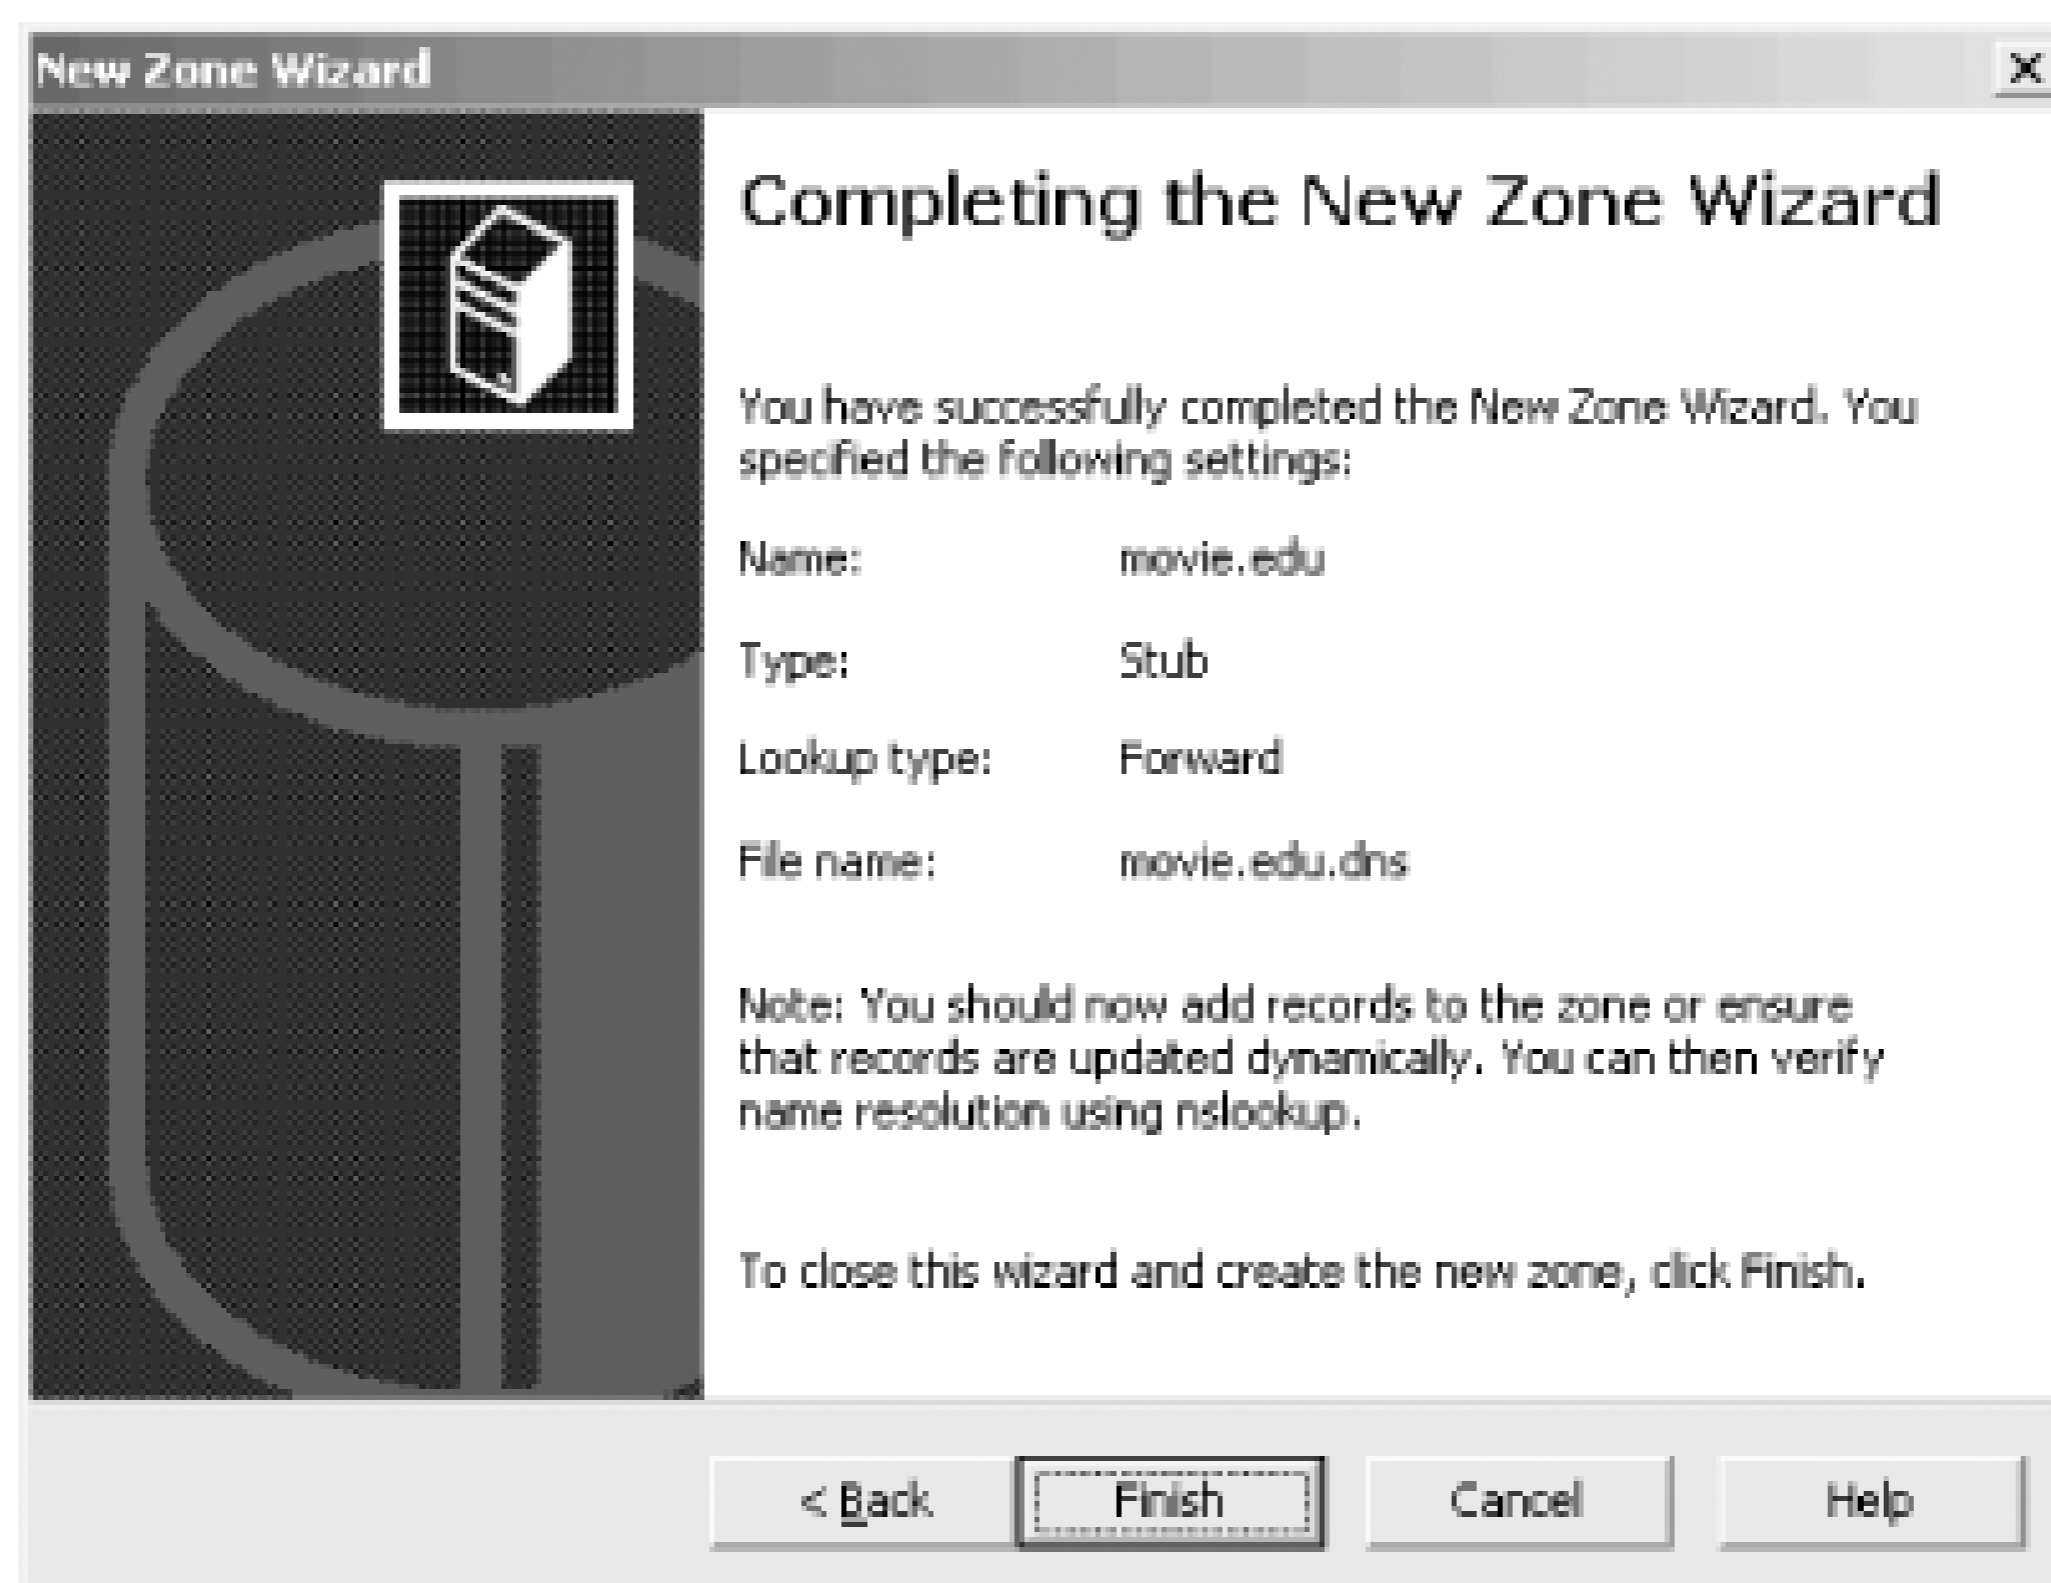 New Zone Wizard
Completing the New Zone Wizard
You have successfully completed the New Zone Wizard. You
specified the following settings:
Name: movie.edu
Type: Stub
Lookup type: Forward
File name: movie.edu.dns
Note: You should now add records to the zone or ensure
that records are updated dynamically. You can then verify
name resolution using nslookup.
To close this wizard and create the new zone, click Finish.
< Back Finish Cancel Help